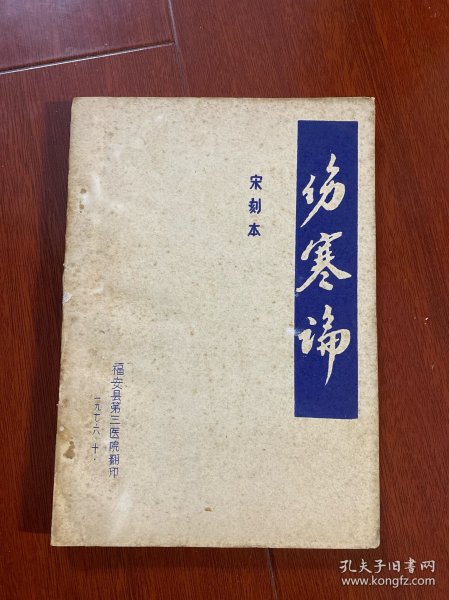 伤寒论
宋刻本
福安县第三医院翻印
一九七六·十·
孔夫子旧书网
www.kongfz.com